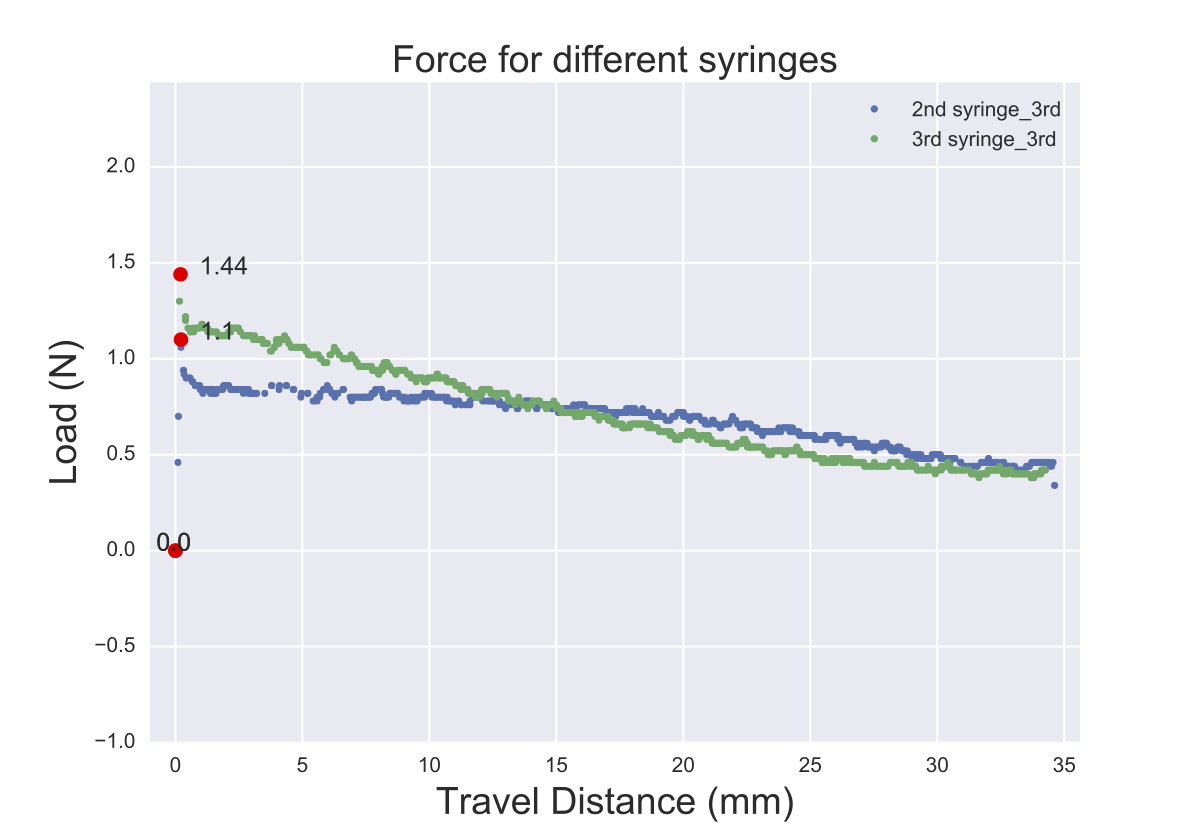 Force for different syringes
2nd syringe_3rd
3rd syringe_3rd
2.0
1.5
1.0
0.5
0.0
−0.5
−1.0
1.44
1.1
0.0
Load (N)
0 5 10 15 20 25 30 35
Travel Distance (mm)